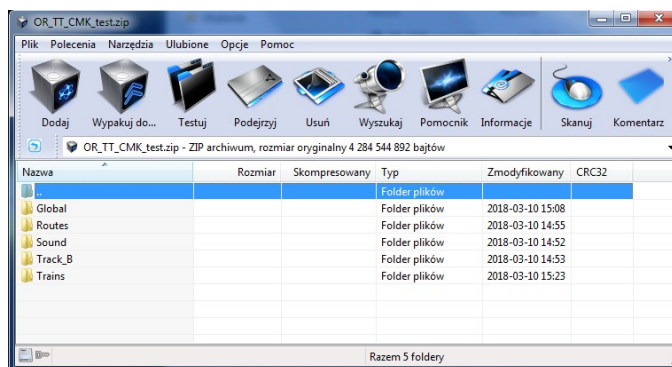 OR_TT_CMK_test.zip
Plik Polecenia Narzędzia Ulubione Opcje Pomoc
Dodaj Wypakuj do... Testuj Podejrzyj Usuń Wyszukaj Pomocnik Informacje Skanuj Komentarz
OR_TT_CMK_test.zip - ZIP archiwum, rozmiar oryginalny 4 284 544 892 bajtów
Nazwa Rozmiar Skompresowany Typ Zmodyfikowany CRC32
.. Folder plików
Global Folder plików 2018-03-10 15:08
Routes Folder plików 2018-03-10 14:55
Sound Folder plików 2018-03-10 14:52
Track_B Folder plików 2018-03-10 14:53
Trains Folder plików 2018-03-10 15:23
Razem 5 foldery